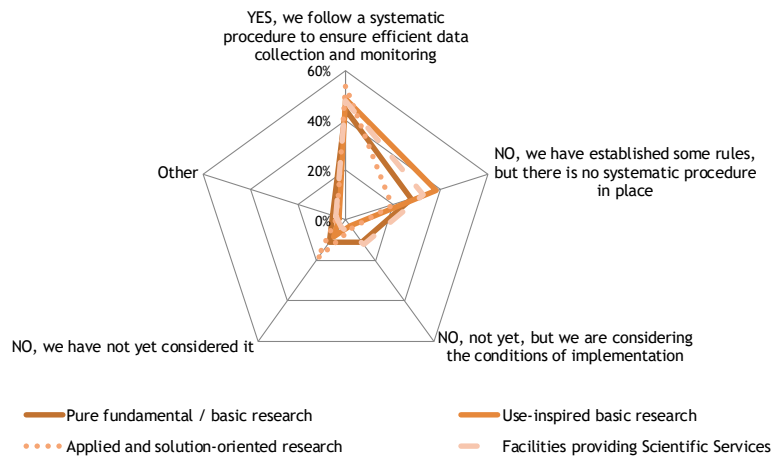 YES, we follow a systematic
procedure to ensure efficient data
collection and monitoring
60%
40%
20%
0%
NO, we have established some rules,
but there is no systematic procedure
in place
Other
NO, we have not yet considered it
NO, not yet, but we are considering
the conditions of implementation
Pure fundamental / basic research
Use-inspired basic research
Applied and solution-oriented research
Facilities providing Scientific Services